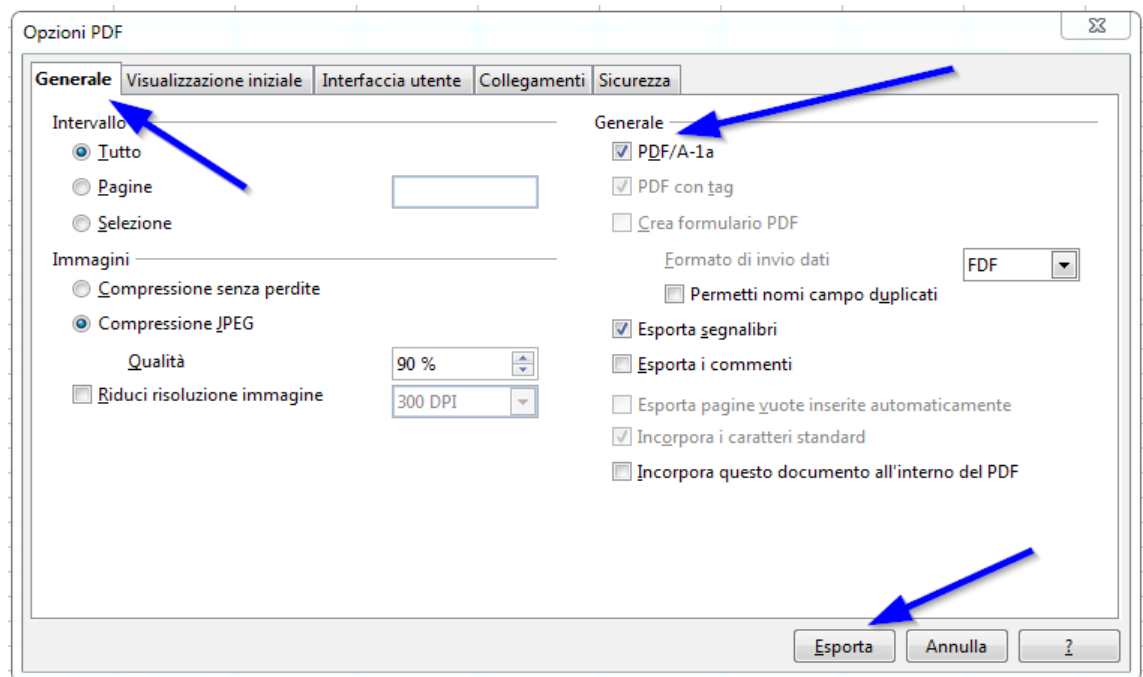 Opzioni PDF
Generale Visualizzazione iniziale Interfaccia utente Collegamenti Sicurezza
Intervallo
Tutto
Pagine
Selezione
Immagini
Compressione senza perdite
Compressione JPEG
Qualità 90 %
Riduci risoluzione immagine 300 DPI
Generale
PDF/A-1a
PDF con tag
Crea formulario PDF
Formato di invio dati FDF
Permetti nomi campo duplicati
Esporta segnalibri
Esporta i commenti
Esporta pagine vuote inserite automaticamente
Incorpora i caratteri standard
Incorpora questo documento all'interno del PDF
Esporta Annulla ?